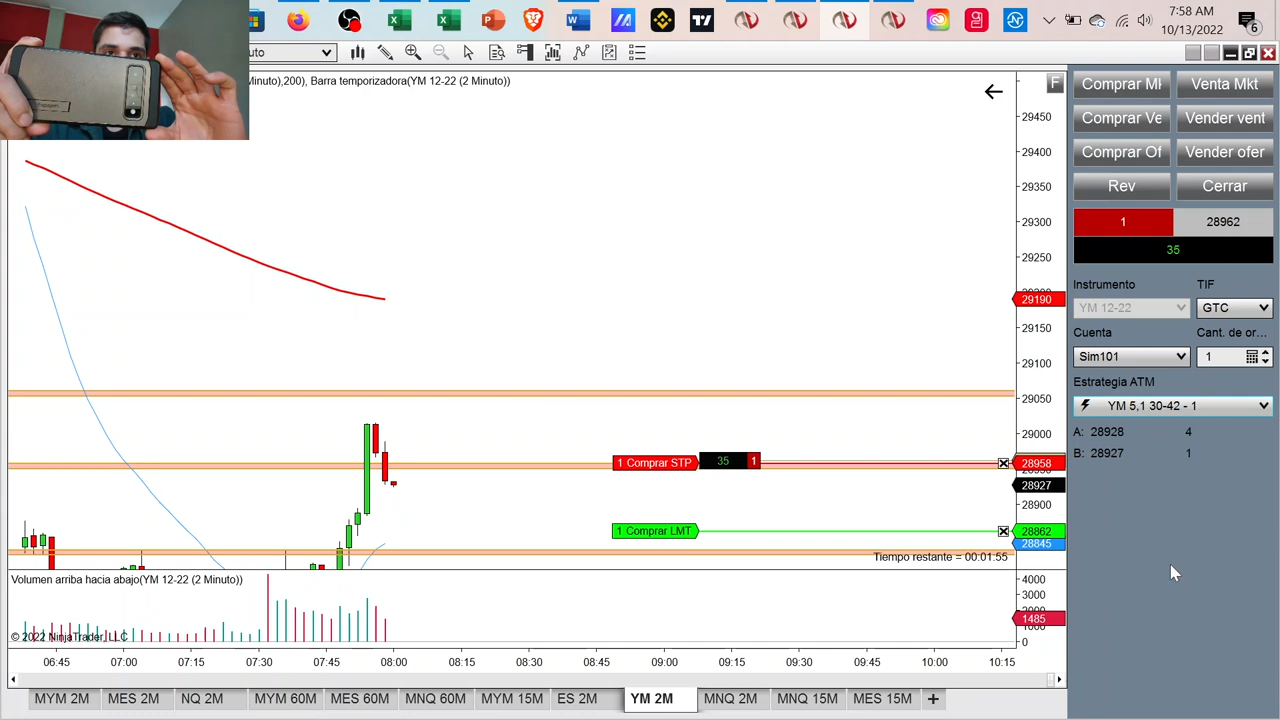 7:58 AM
10/13/2022
6
uto
Minuto),200), Barra temporizadora(YM 12-22 (2 Minuto))
F
29450
29400
29350
29300
29250
29190
29150
29100
29050
29000
1 Comprar STP
35
1
28958
28927
28900
1 Comprar LMT
28862
28845
Tiempo restante = 00:01:55
Volumen arriba hacia abajo(YM 12-22 (2 Minuto))
4000
3000
1485
0
© 2022 NinjaTrader, LLC
06:45
07:00
07:15
07:30
07:45
08:00
08:15
08:30
08:45
09:00
09:15
09:30
09:45
10:00
10:15
MYM 2M
MES 2M
NQ 2M
MYM 60M
MES 60M
MNQ 60M
MYM 15M
ES 2M
YM 2M
MNQ 2M
MNQ 15M
MES 15M
+
Comprar Ml
Venta Mkt
Comprar Ve
Vender vent
Comprar Of
Vender ofer
Rev
Cerrar
1
28962
35
Instrumento
TIF
YM 12-22
GTC
Cuenta
Cant. de or...
Sim101
1
Estrategia ATM
YM 5,1 30-42 - 1
A: 28928 4
B: 28927 1